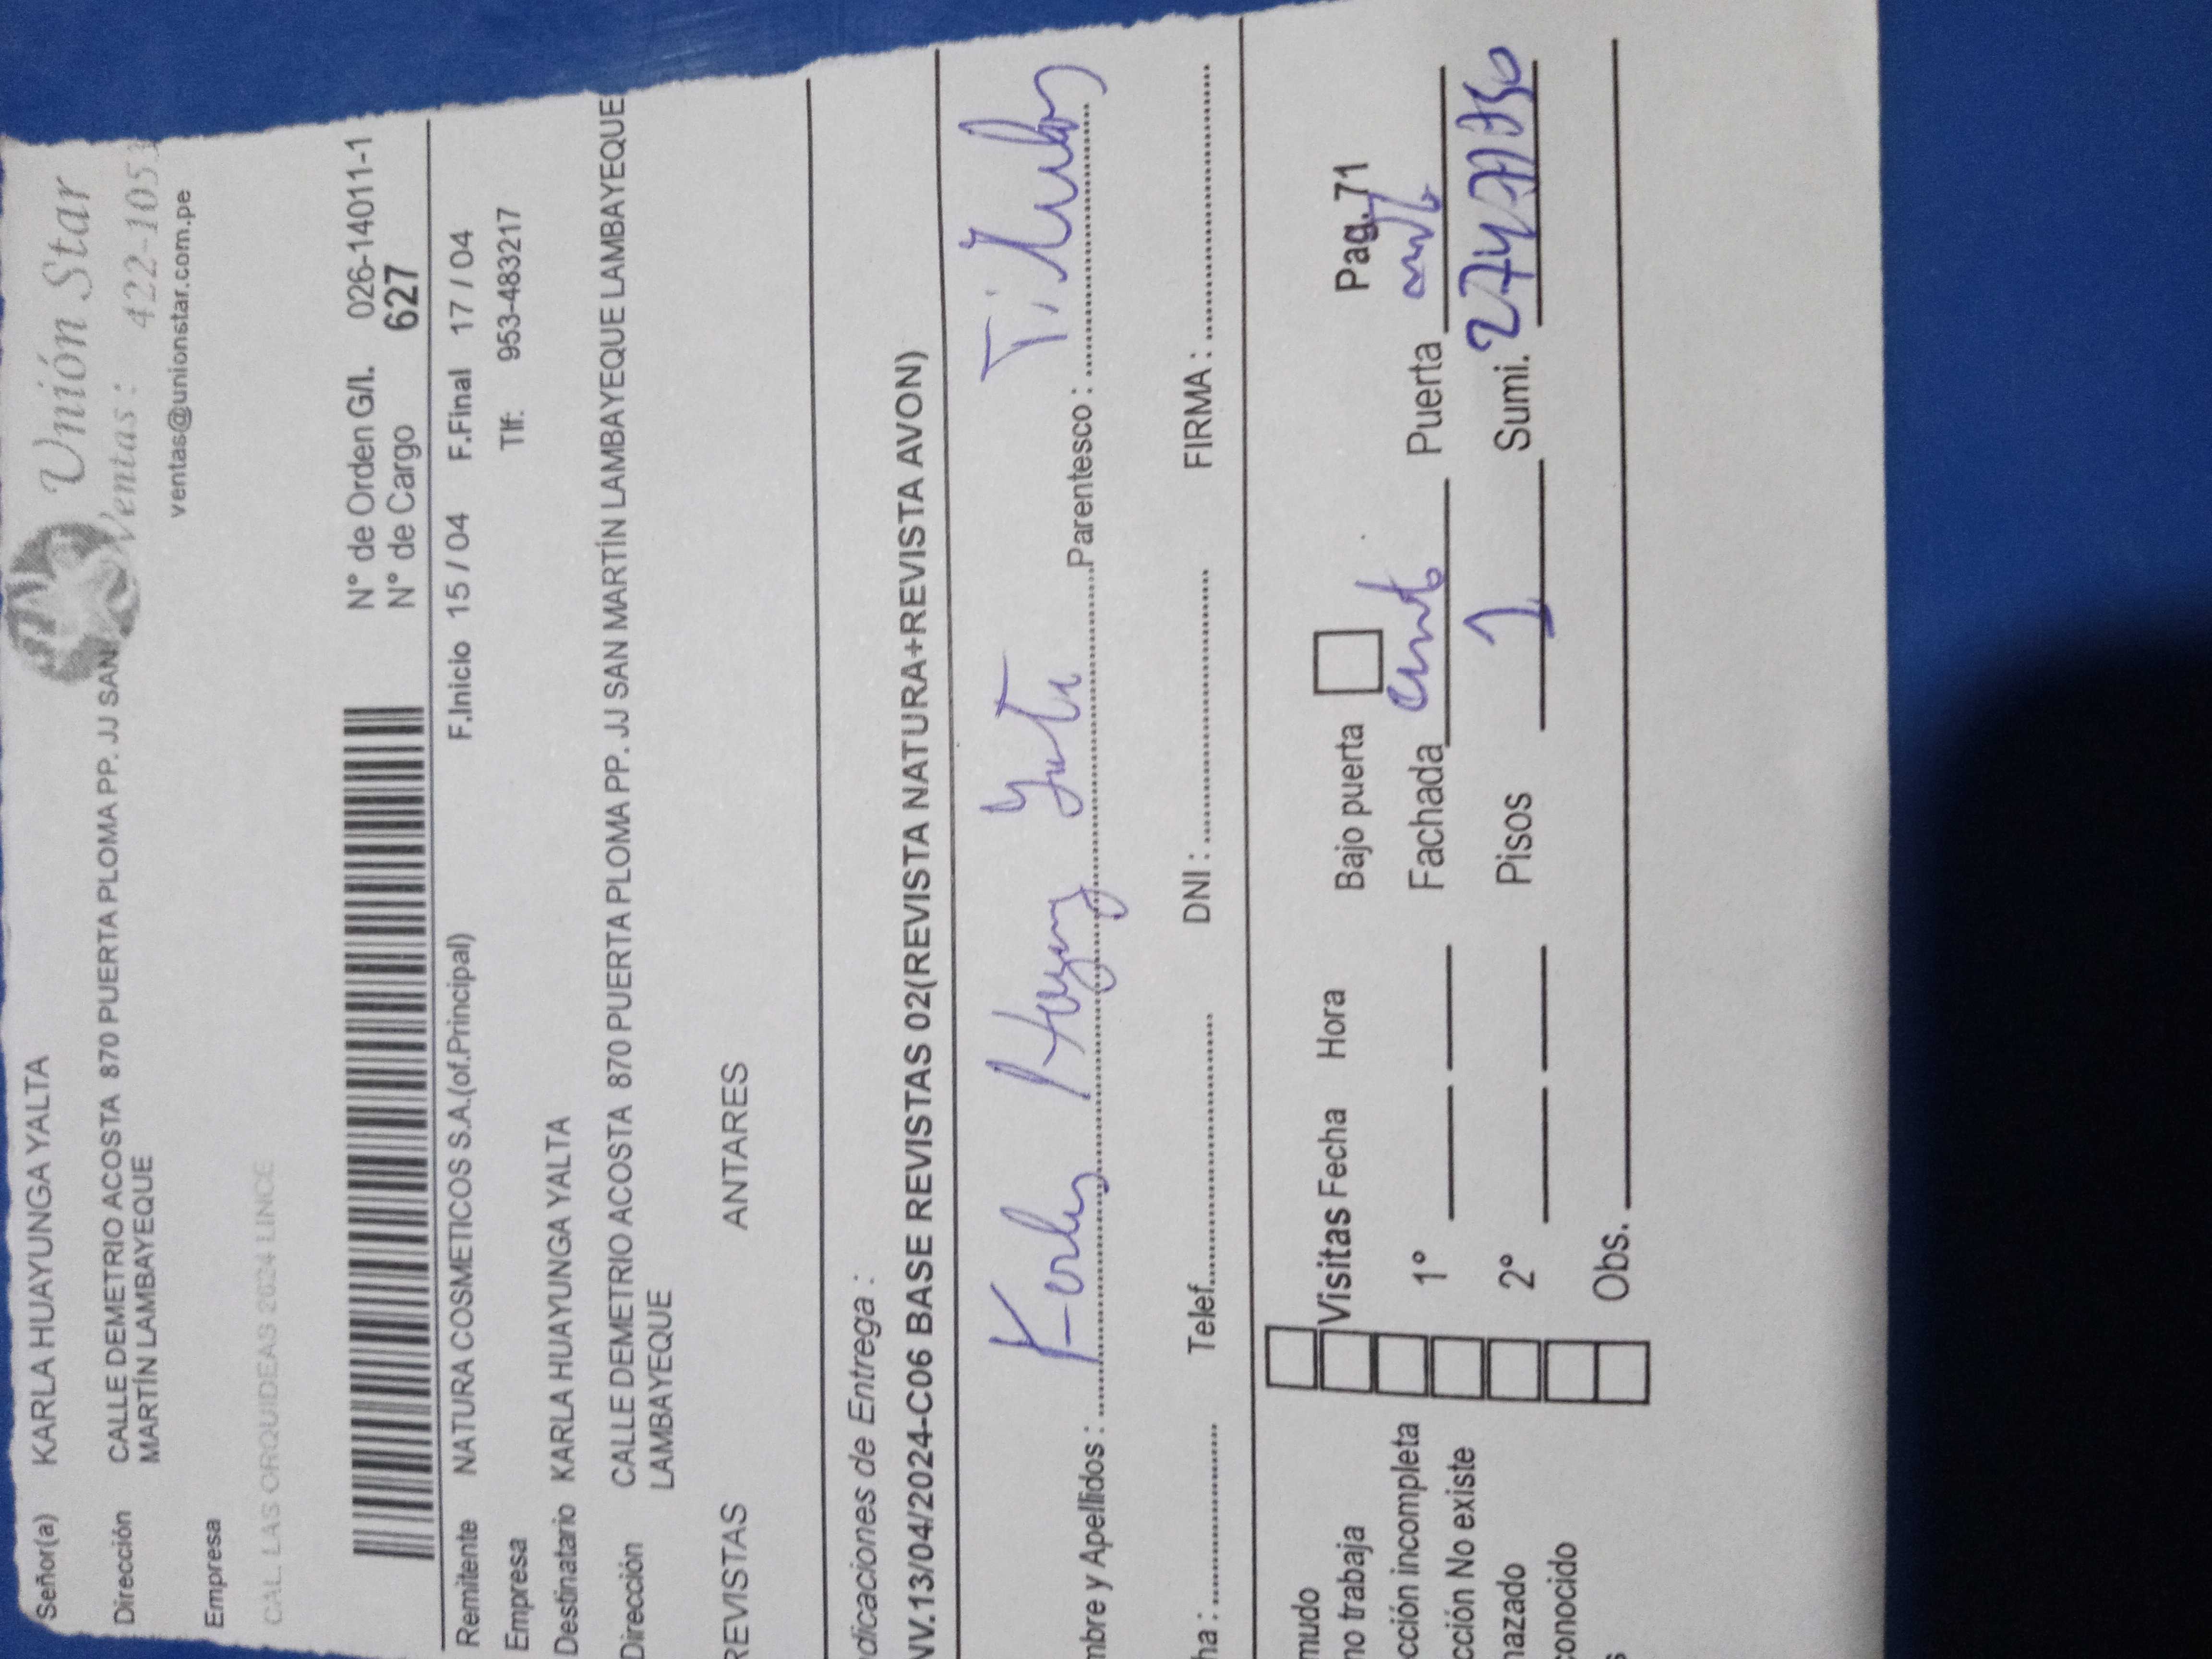 Señor(a) KARLA HUAYUNGA YALTA
Unión Star
Dirección CALLE DEMETRIO ACOSTA 870 PUERTA PLOMA PP. JJ SAN
MARTÍN LAMBAYEQUE
Ventas: 422-105
ventas@unionstar.com.pe
Empresa
CAL. LAS ORQUIDEAS 2024 LINCE
N° de Orden G/I. 026-14011-1
N° de Cargo 627
Remitente NATURA COSMETICOS S.A.(of.Principal) F.Inicio 15 / 04 F.Final 17 / 04
Empresa Tlf: 953-483217
Destinatario KARLA HUAYUNGA YALTA
Dirección CALLE DEMETRIO ACOSTA 870 PUERTA PLOMA PP. JJ SAN MARTÍN LAMBAYEQUE LAMBAYEQUE
LAMBAYEQUE
REVISTAS ANTARES
dicaciones de Entrega :
NV.13/04/2024-C06 BASE REVISTAS 02(REVISTA NATURA+REVISTA AVON)
mbre y Apellidos : Karla Parentesco : Titular
ha : Telef. DNI : FIRMA :
mudo
no trabaja Visitas Fecha Hora Bajo puerta Pag.71
cción incompleta 1° Fachada Puerta
cción No existe
hazado 2° Pisos 1 Sumi.
conocido
Obs.